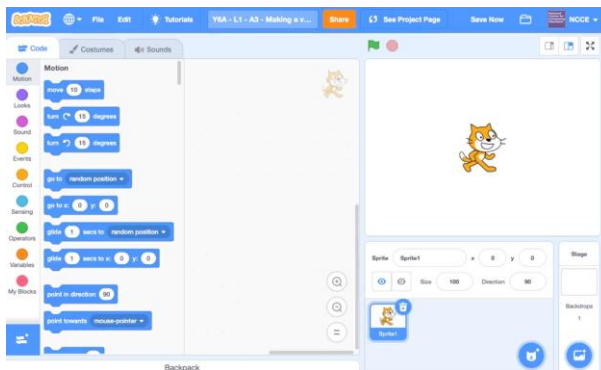 SCRATCH File Edit Tutorials Y6A - L1 - A3 - Making a v... Share See Project Page Save Now NCCE
Code Costumes Sounds
Motion
Looks
Sound
Events
Control
Sensing
Operators
Variables
My Blocks
Motion
move 10 steps
turn 15 degrees
turn 15 degrees
go to random position
go to x: 0 y: 0
glide 1 secs to random position
glide 1 secs to x: 0 y: 0
point in direction 90
point towards mouse-pointer
Backpack
Sprite Sprite1 x 0 y 0
Size 100 Direction 90
Sprite1
Stage
Backdrops
1